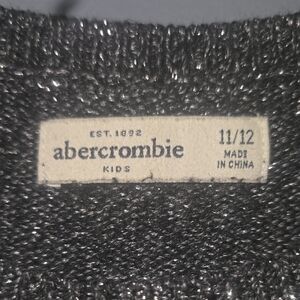 EST. 1892
abercrombie
KIDS
11/12
MADE
IN CHINA